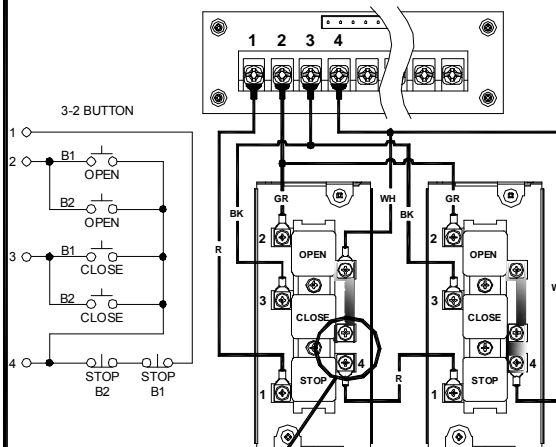 1 2 3 4
3-2 BUTTON
1
2 B1
OPEN
B2
OPEN
3 B1
CLOSE
B2
CLOSE
4
STOP STOP
B2 B1
R BK GR WH BK GR W
2 OPEN
3 CLOSE
1 STOP 4
R
2 OPEN
3 CLOSE
1 STOP 4